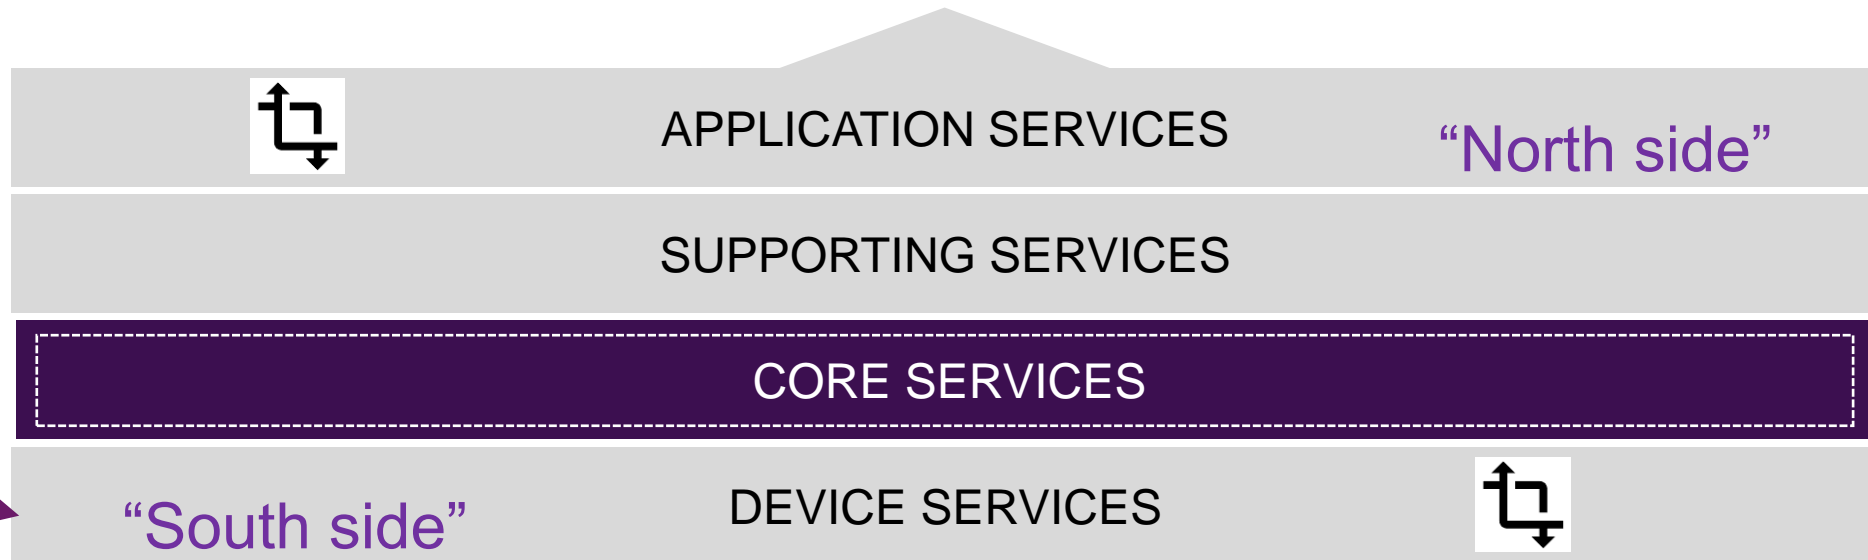 APPLICATION SERVICES
“North side”
SUPPORTING SERVICES
CORE SERVICES
DEVICE SERVICES
“South side”